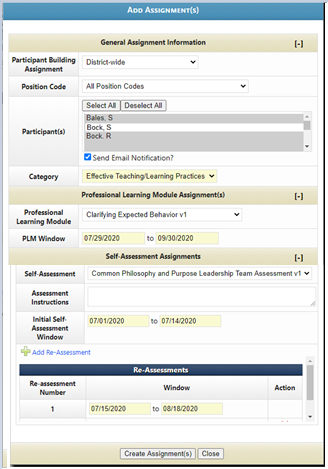 Add Assignment(s)
General Assignment Information [-]
Participant Building Assignment District-wide
Position Code All Position Codes
Select All Deselect All
Participant(s)
Bales, S
Bock, S
Bock, R
Send Email Notification?
Category Effective Teaching/Learning Practices
Professional Learning Module Assignment(s) [-]
Professional Learning Module Clarifying Expected Behavior v1
PLM Window 07/29/2020 to 09/30/2020
Self-Assessment Assignments [-]
Self-Assessment Common Philosophy and Purpose Leadership Team Assessment v1
Assessment Instructions
Initial Self-Assessment Window 07/01/2020 to 07/14/2020
Add Re-Assessment
Re-Assessments
Re-assessment Number Window Action
1 07/15/2020 to 08/18/2020
Create Assignment(s) Close